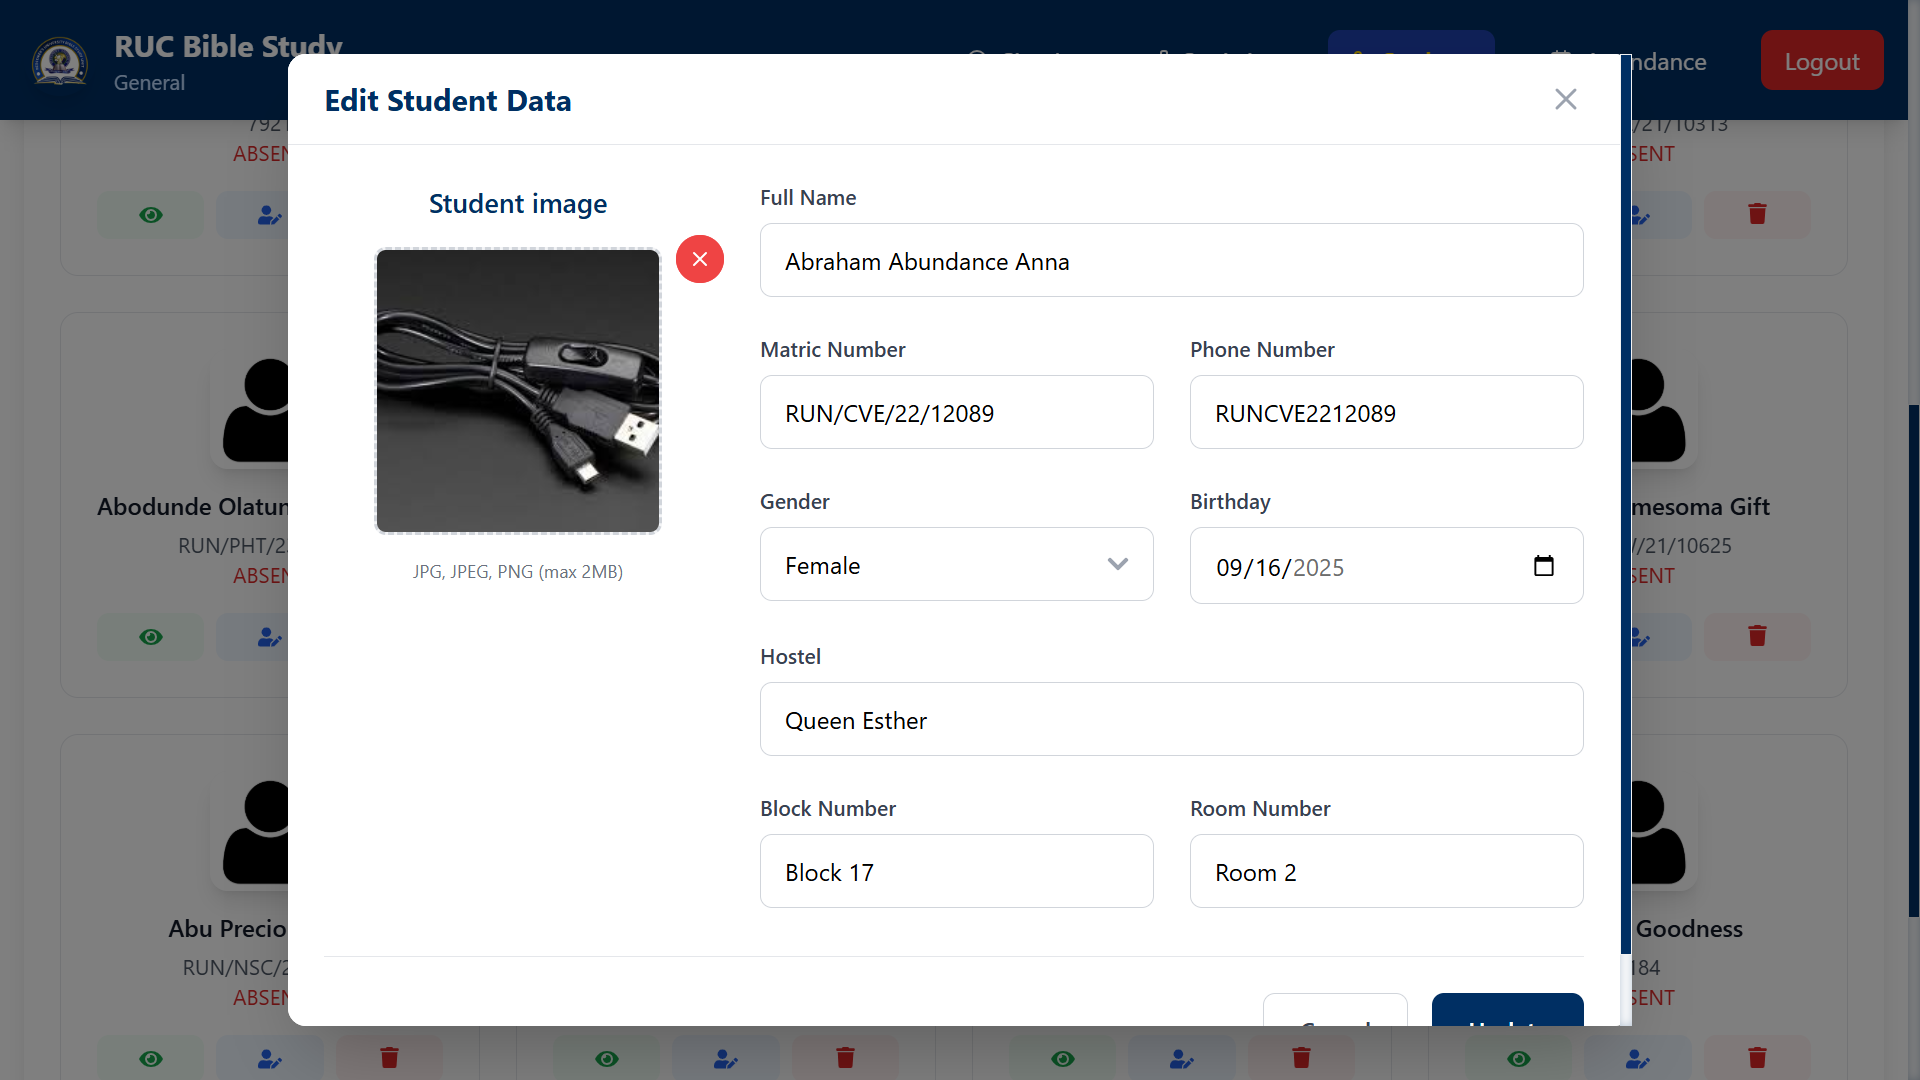 RUC Bible Study
General
Logout
Edit Student Data
Student image
JPG, JPEG, PNG (max 2MB)
Full Name
Abraham Abundance Anna
Matric Number
Phone Number
RUN/CVE/22/12089
RUNCVE2212089
Gender
Birthday
Female
09/16/2025
Hostel
Queen Esther
Block Number
Room Number
Block 17
Room 2
ndance
7921
/21/10313
ABSEN
SENT
Abodunde Olatun
mesoma Gift
RUN/PHT/2
/21/10625
ABSEN
SENT
Abu Precio
Goodness
RUN/NSC/2
184
ABSEN
SENT